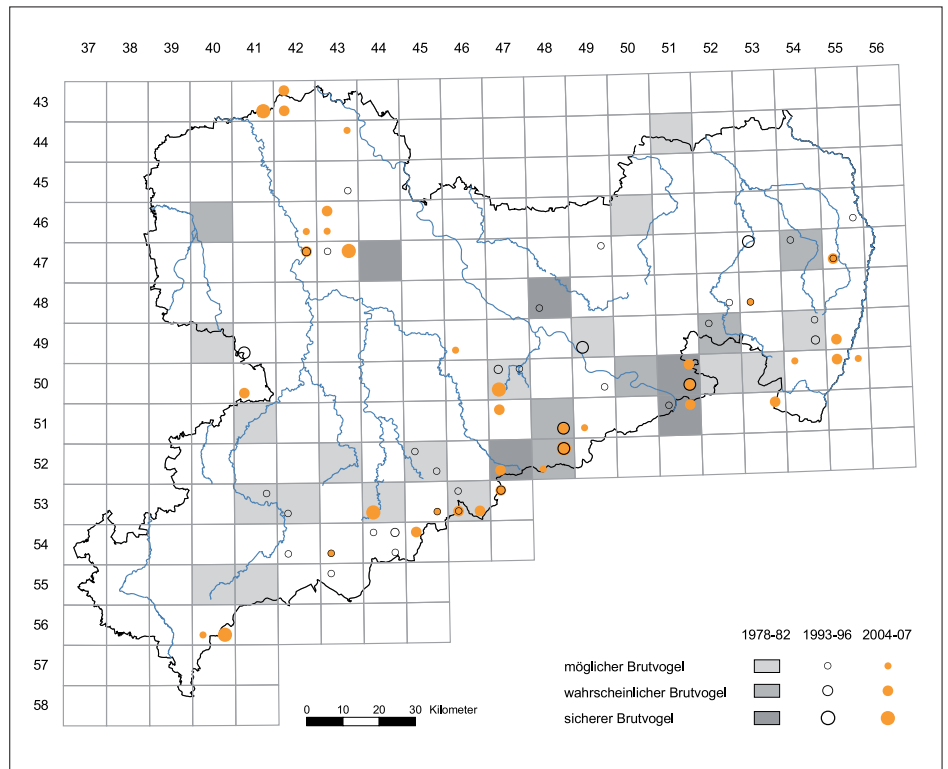 37 38 39 40 41 42 43 44 45 46 47 48 49 50 51 52 53 54 55 56
43
44
45
46
47
48
49
50
51
52
53
54
55
56
57
58
1978-82 1993-96 2004-07
möglicher Brutvogel
wahrscheinlicher Brutvogel
sicherer Brutvogel
0 10 20 30 Kilometer